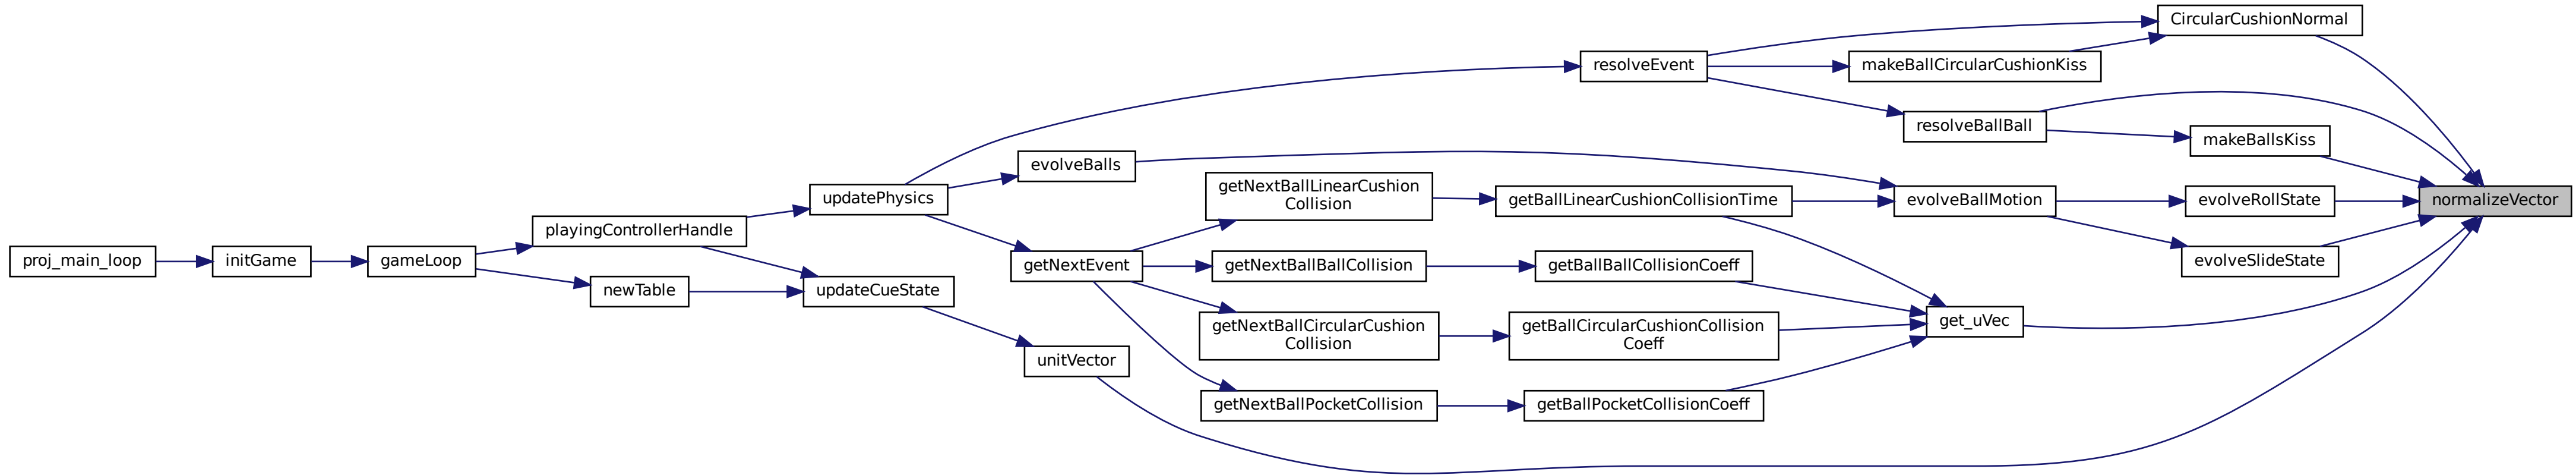 proj_main_loop
initGame
gameLoop
playingControllerHandle
newTable
updatePhysics
updateCueState
evolveBalls
getNextEvent
unitVector
getNextBallLinearCushion
Collision
getNextBallBallCollision
getNextBallCircularCushion
Collision
getNextBallPocketCollision
resolveEvent
getBallLinearCushionCollisionTime
getBallBallCollisionCoeff
getBallCircularCushionCollision
Coeff
getBallPocketCollisionCoeff
CircularCushionNormal
makeBallCircularCushionKiss
resolveBallBall
evolveBallMotion
get_uVec
makeBallsKiss
evolveRollState
evolveSlideState
normalizeVector